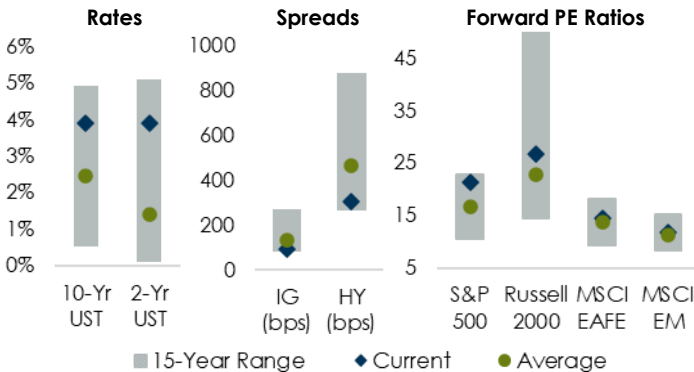 Rates
6%
5%
4%
3%
2%
1%
0%
10-Yr
UST
2-Yr
UST
Spreads
1000
800
600
400
200
0
IG
(bps)
HY
(bps)
Forward PE Ratios
45
35
25
15
5
S&P
500
Russell
2000
MSCI
EAFE
MSCI
EM
15-Year Range
Current
Average